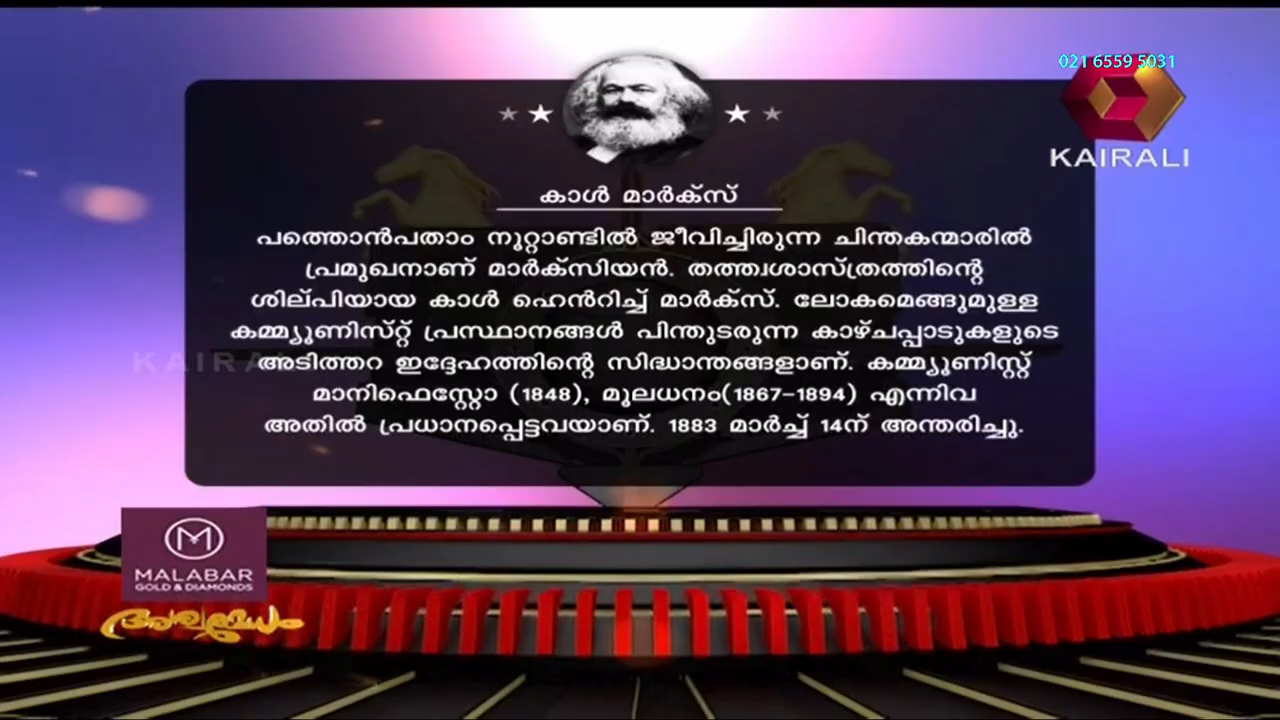 021 6559 5031
KAIRALI
കാൾ മാർക്സ്
പത്തൊൻപതാം നൂറ്റാണ്ടിൽ ജീവിച്ചിരുന്ന ചിന്തകന്മാരിൽ
പ്രമുഖനാണ് മാർക്സിയൻ. തത്ത്വശാസ്ത്രത്തിന്റെ
ശില്പിയായ കാൾ ഹെൻറിച്ച് മാർക്സ്. ലോകമെങ്ങുമുള്ള
കമ്മ്യൂണിസ്റ്റ് പ്രസ്ഥാനങ്ങൾ പിന്തുടരുന്ന കാഴ്ചപ്പാടുകളുടെ
അടിത്തറ ഇദ്ദേഹത്തിന്റെ സിദ്ധാന്തങ്ങളാണ്. കമ്മ്യൂണിസ്റ്റ്
മാനിഫെസ്റ്റോ (1848), മൂലധനം(1867-1894) എന്നിവ
അതിൽ പ്രധാനപ്പെട്ടവയാണ്. 1883 മാർച്ച് 14ന് അന്തരിച്ചു.
KAIRALI
M
MALABAR
GOLD & DIAMONDS
അശ്വമേധം